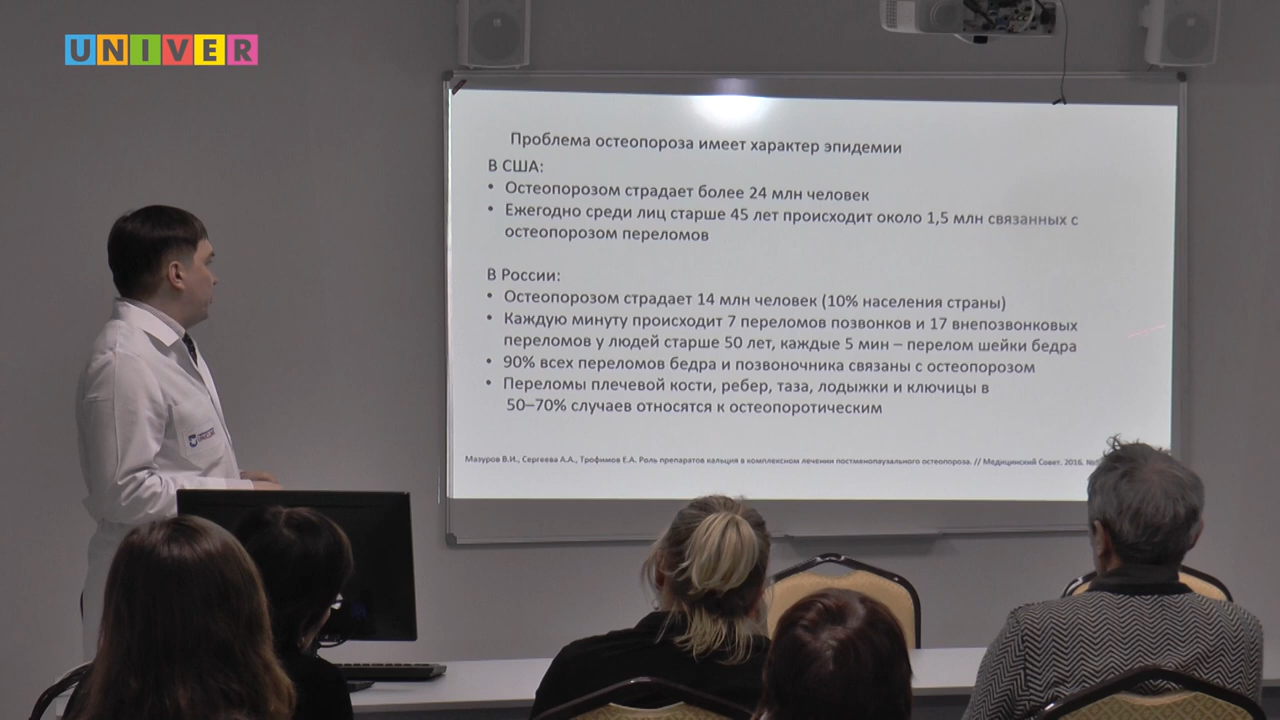 UNIVER
Проблема остеопороза имеет характер эпидемии
В США:
• Остеопорозом страдает более 24 млн человек
• Ежегодно среди лиц старше 45 лет происходит около 1,5 млн связанных с
остеопорозом переломов
В России:
• Остеопорозом страдает 14 млн человек (10% населения страны)
• Каждую минуту происходит 7 переломов позвонков и 17 внепозвонковых
переломов у людей старше 50 лет, каждые 5 мин – перелом шейки бедра
• 90% всех переломов бедра и позвоночника связаны с остеопорозом
• Переломы плечевой кости, ребер, таза, лодыжки и ключицы в
50–70% случаев относятся к остеопоротическим
Мазуров В.И., Сергеева А.А., Трофимов Е.А. Роль препаратов кальция в комплексном лечении постменопаузального остеопороза. // Медицинский Совет. 2016.